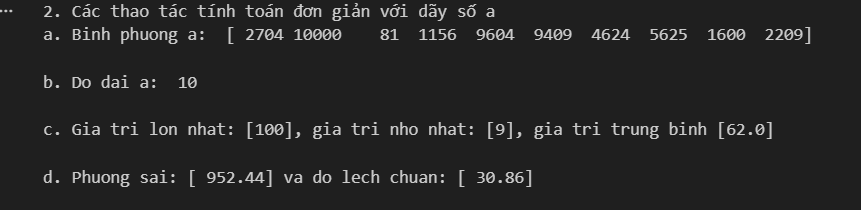 ... 2. Các thao tác tính toán đơn giản với dãy số a
a. Binh phuong a:  [ 2704 10000    81  1156  9604  9409  4624  5625  1600  2209]
b. Do dai a:  10
c. Gia tri lon nhat: [100], gia tri nho nhat: [9], gia tri trung binh [62.0]
d. Phuong sai: [ 952.44] va do lech chuan: [ 30.86]